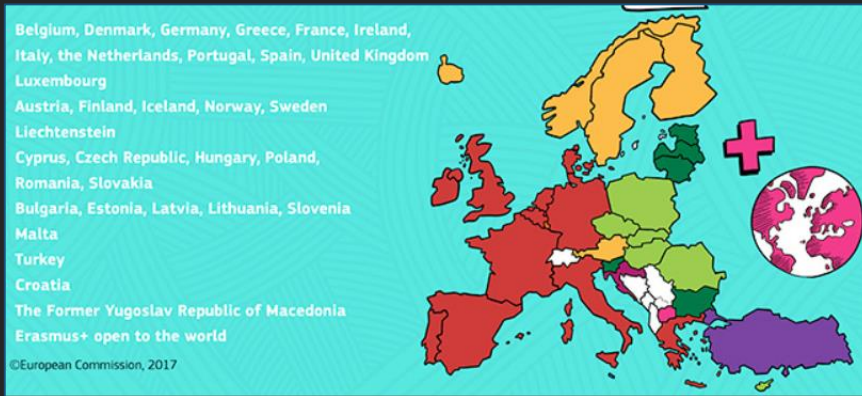 Belgium, Denmark, Germany, Greece, France, Ireland,
Italy, the Netherlands, Portugal, Spain, United Kingdom
Luxembourg
Austria, Finland, Iceland, Norway, Sweden
Liechtenstein
Cyprus, Czech Republic, Hungary, Poland,
Romania, Slovakia
Bulgaria, Estonia, Latvia, Lithuania, Slovenia
Malta
Turkey
Croatia
The Former Yugoslav Republic of Macedonia
Erasmus+ open to the world
©European Commission, 2017